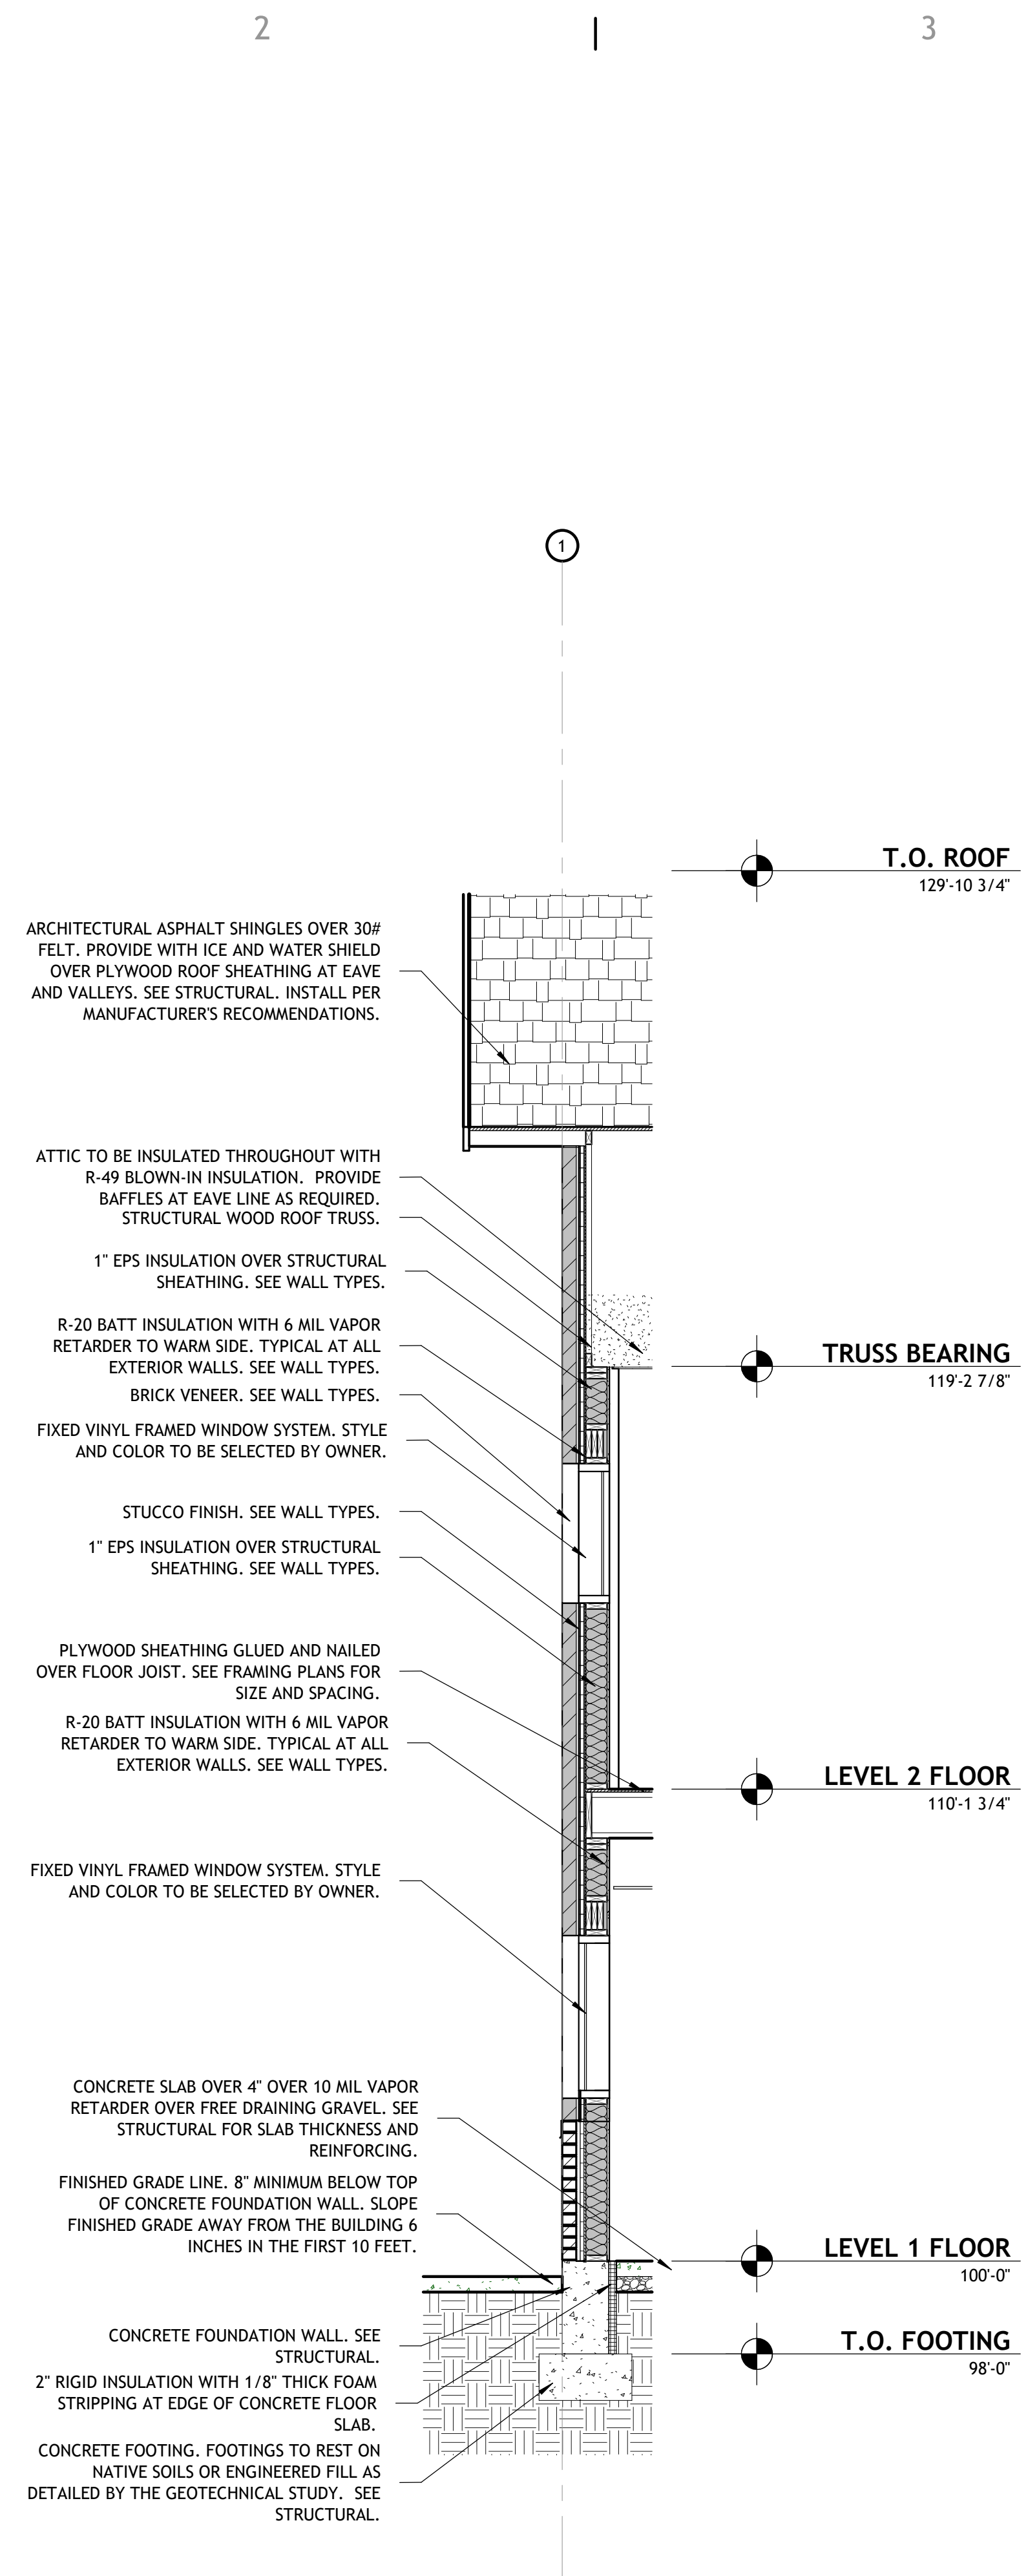 2
3
1
T.O. ROOF
129'-10 3/4"
ARCHITECTURAL ASPHALT SHINGLES OVER 30#
FELT. PROVIDE WITH ICE AND WATER SHIELD
OVER PLYWOOD ROOF SHEATHING AT EAVE
AND VALLEYS. SEE STRUCTURAL. INSTALL PER
MANUFACTURER'S RECOMMENDATIONS.
ATTIC TO BE INSULATED THROUGHOUT WITH
R-49 BLOWN-IN INSULATION. PROVIDE
BAFFLES AT EAVE LINE AS REQUIRED.
STRUCTURAL WOOD ROOF TRUSS.
1" EPS INSULATION OVER STRUCTURAL
SHEATHING. SEE WALL TYPES.
R-20 BATT INSULATION WITH 6 MIL VAPOR
RETARDER TO WARM SIDE. TYPICAL AT ALL
EXTERIOR WALLS. SEE WALL TYPES.
TRUSS BEARING
119'-2 7/8"
BRICK VENEER. SEE WALL TYPES.
FIXED VINYL FRAMED WINDOW SYSTEM. STYLE
AND COLOR TO BE SELECTED BY OWNER.
STUCCO FINISH. SEE WALL TYPES.
1" EPS INSULATION OVER STRUCTURAL
SHEATHING. SEE WALL TYPES.
PLYWOOD SHEATHING GLUED AND NAILED
OVER FLOOR JOIST. SEE FRAMING PLANS FOR
SIZE AND SPACING.
R-20 BATT INSULATION WITH 6 MIL VAPOR
RETARDER TO WARM SIDE. TYPICAL AT ALL
EXTERIOR WALLS. SEE WALL TYPES.
LEVEL 2 FLOOR
110'-1 3/4"
FIXED VINYL FRAMED WINDOW SYSTEM. STYLE
AND COLOR TO BE SELECTED BY OWNER.
CONCRETE SLAB OVER 4" OVER 10 MIL VAPOR
RETARDER OVER FREE DRAINING GRAVEL. SEE
STRUCTURAL FOR SLAB THICKNESS AND
REINFORCING.
FINISHED GRADE LINE. 8" MINIMUM BELOW TOP
OF CONCRETE FOUNDATION WALL. SLOPE
FINISHED GRADE AWAY FROM THE BUILDING 6
INCHES IN THE FIRST 10 FEET.
LEVEL 1 FLOOR
100'-0"
CONCRETE FOUNDATION WALL. SEE
STRUCTURAL.
T.O. FOOTING
98'-0"
2" RIGID INSULATION WITH 1/8" THICK FOAM
STRIPPING AT EDGE OF CONCRETE FLOOR
SLAB.
CONCRETE FOOTING. FOOTINGS TO REST ON
NATIVE SOILS OR ENGINEERED FILL AS
DETAILED BY THE GEOTECHNICAL STUDY. SEE
STRUCTURAL.